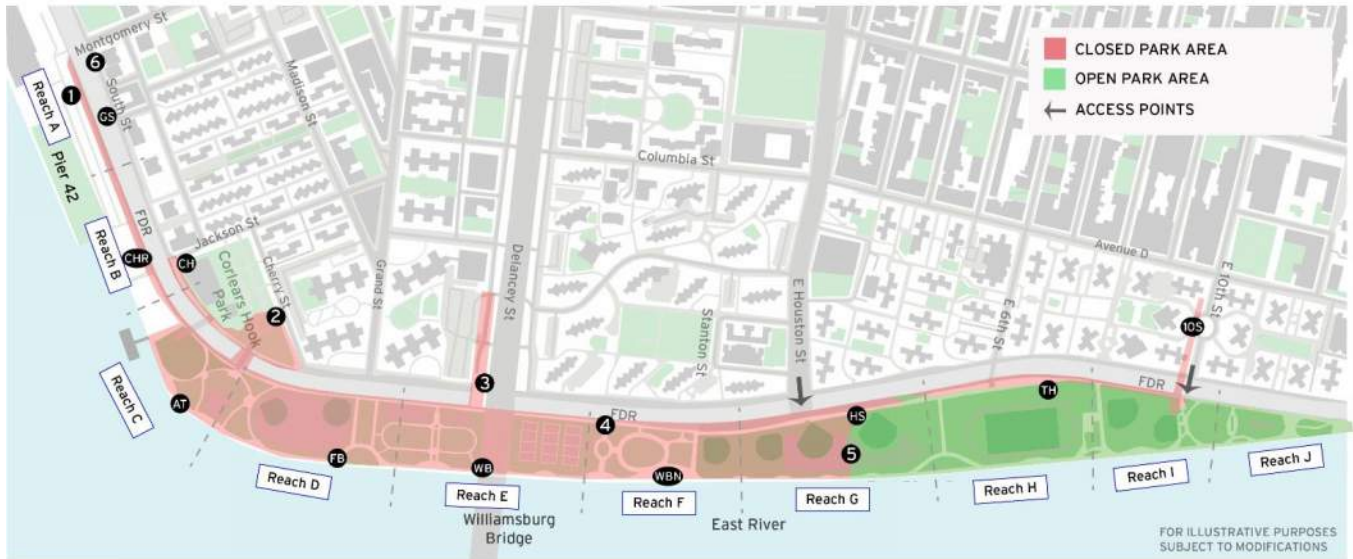 CLOSED PARK AREA
OPEN PARK AREA
ACCESS POINTS
Montgomery St
6
1
South St
GS
Reach A
Pier 42
Madison St
Columbia St
FDR
Jackson St
Reach B
CHR
CH
Corlears Hook
Park
Cherry St
2
Grand St
Delancey St
Stanton St
E Houston St
Avenue D
E 6th St
E 10th St
10S
3
FDR
4
HS
TH
FDR
Reach C
AT
FB
WB
WBN
5
Reach D
Reach E
Reach F
Reach G
Reach H
Reach I
Reach J
Williamsburg
Bridge
East River
FOR ILLUSTRATIVE PURPOSES
SUBJECT TO MODIFICATIONS